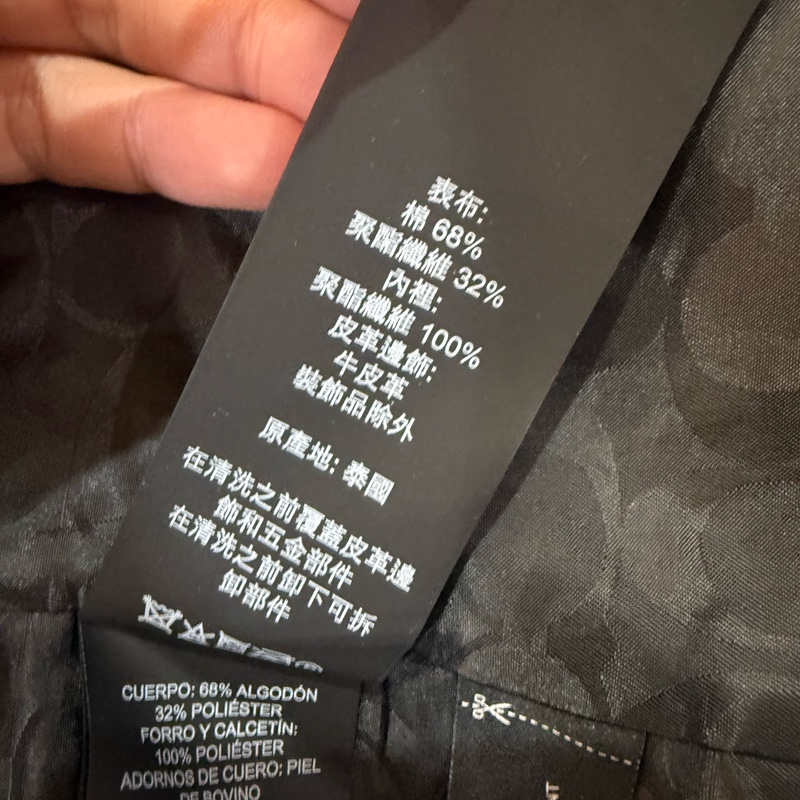 表布:
棉 68%
聚酯纖維 32%
內裡:
聚酯纖維 100%
皮革邊飾:
牛皮革
裝飾品除外
原產地: 泰國
在清洗之前覆蓋皮革邊
飾和五金部件
在清洗之前卸下可拆
卸部件
CUERPO: 68% ALGODÓN
32% POLIÉSTER
FORRO Y CALCETÍN:
100% POLIÉSTER
ADORNOS DE CUERO: PIEL
DE BOVINO